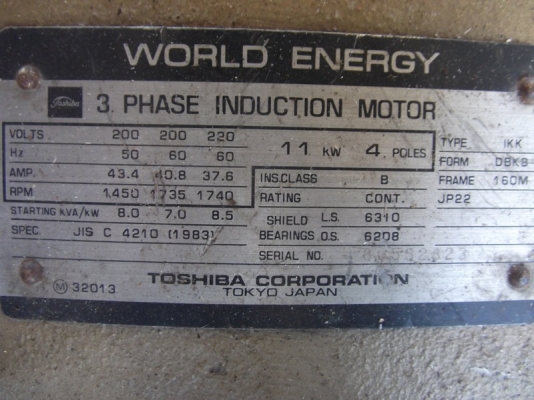 WORLD ENERGY
Toshiba 3 PHASE INDUCTION MOTOR
VOLTS 200 200 220
Hz 50 60 60
AMP. 43.4 40.8 37.6
RPM 1450 1735 1740
STARTING kVA/kW 8.0 7.0 8.5
SPEC. JIS C 4210 (1983)
11 kW 4 POLES
INS.CLASS B
RATING CONT.
SHIELD L.S. 6310
BEARINGS O.S. 6208
SERIAL NO.
TYPE IKK
FORM DBKB
FRAME 160M
JP22
TOSHIBA CORPORATION
TOKYO JAPAN
M 32013